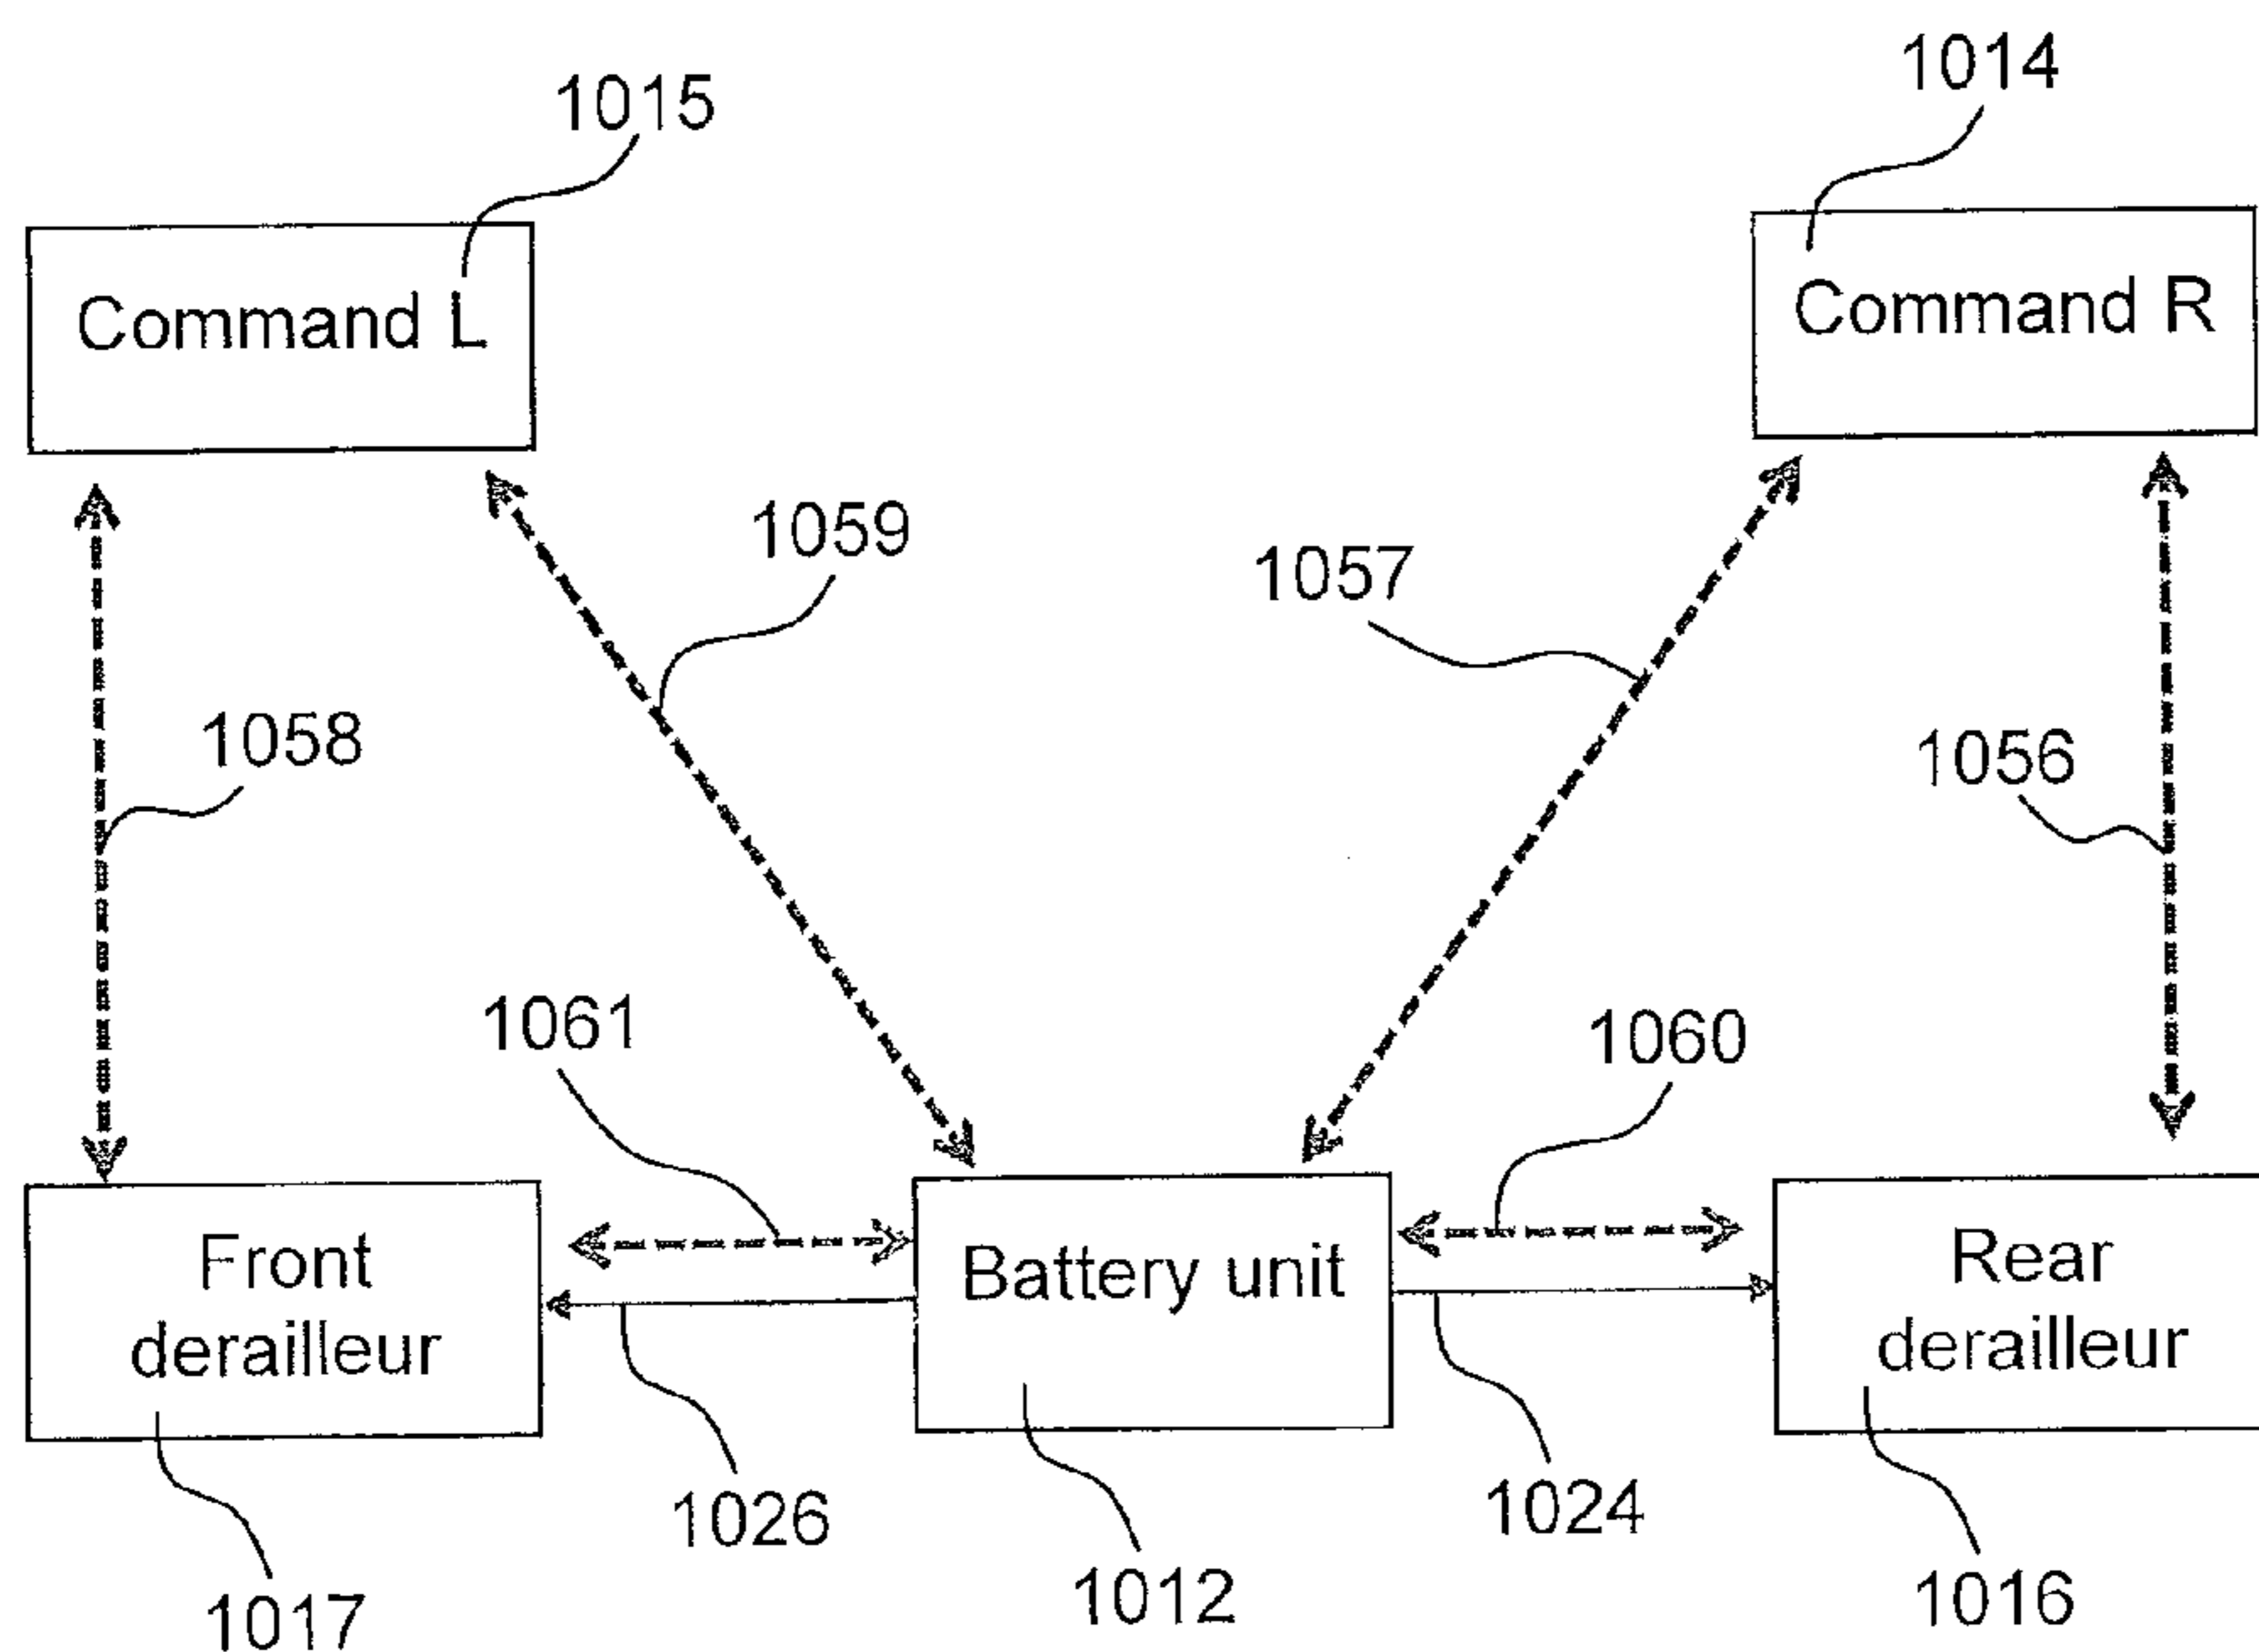 1014
1015
Command L
Command R
1059
1057
1058
1056
1061
1060
Front
derailleur
Battery unit
Rear
derailleur
1026
1024
1017
1012
1016